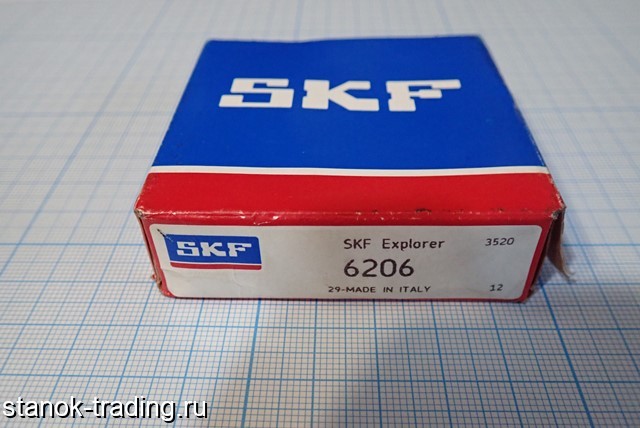 SKF
SKF
SKF Explorer 3520
6206
29-MADE IN ITALY 12
stanok-trading.ru